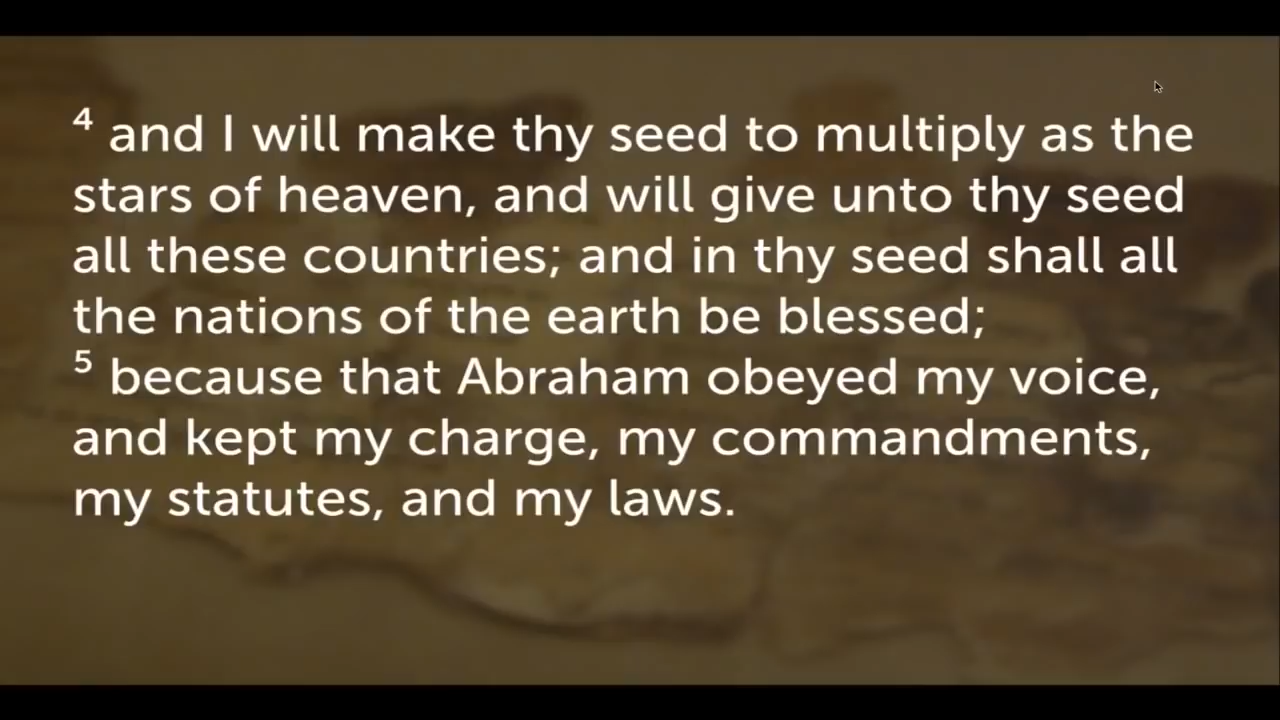 4 and I will make thy seed to multiply as the
stars of heaven, and will give unto thy seed
all these countries; and in thy seed shall all
the nations of the earth be blessed;
5 because that Abraham obeyed my voice,
and kept my charge, my commandments,
my statutes, and my laws.